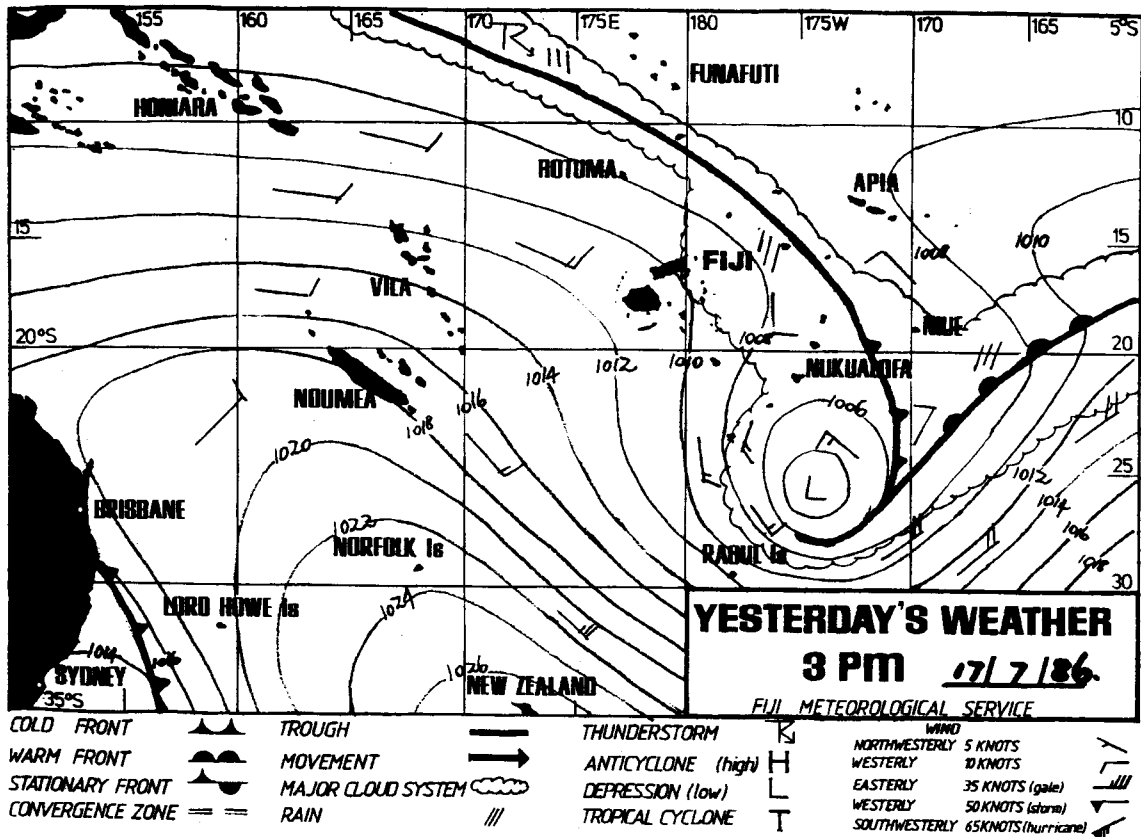 155 160 165 170 175E 180 175W 170 165 5°S
FUNAFUTI
HONIARA
10
ROTUMA
APIA
15 FIJI 1008 1010 15
VILA
NIUE
20°S 1014 1012 1010 1008 20
NUKUALOFA
NOUMEA 1018 1016 1006
1020
25
L 1012
BRISBANE 1014
1022 1016
NORFOLK Is RAOUL Is 1018
30
LORD HOWE Is 1024
YESTERDAY'S WEATHER
1014 1016 1026
SYDNEY NEW ZEALAND
3 PM 17/7/86.
35°S
FIJI METEOROLOGICAL SERVICE
COLD FRONT TROUGH THUNDERSTORM WIND
NORTHWESTERLY 5 KNOTS
WARM FRONT MOVEMENT ANTICYCLONE (high) H WESTERLY 10 KNOTS
STATIONARY FRONT MAJOR CLOUD SYSTEM DEPRESSION (low) L EASTERLY 35 KNOTS (gale)
CONVERGENCE ZONE RAIN TROPICAL CYCLONE T WESTERLY 50 KNOTS (storm)
SOUTHWESTERLY 65 KNOTS (hurricane)